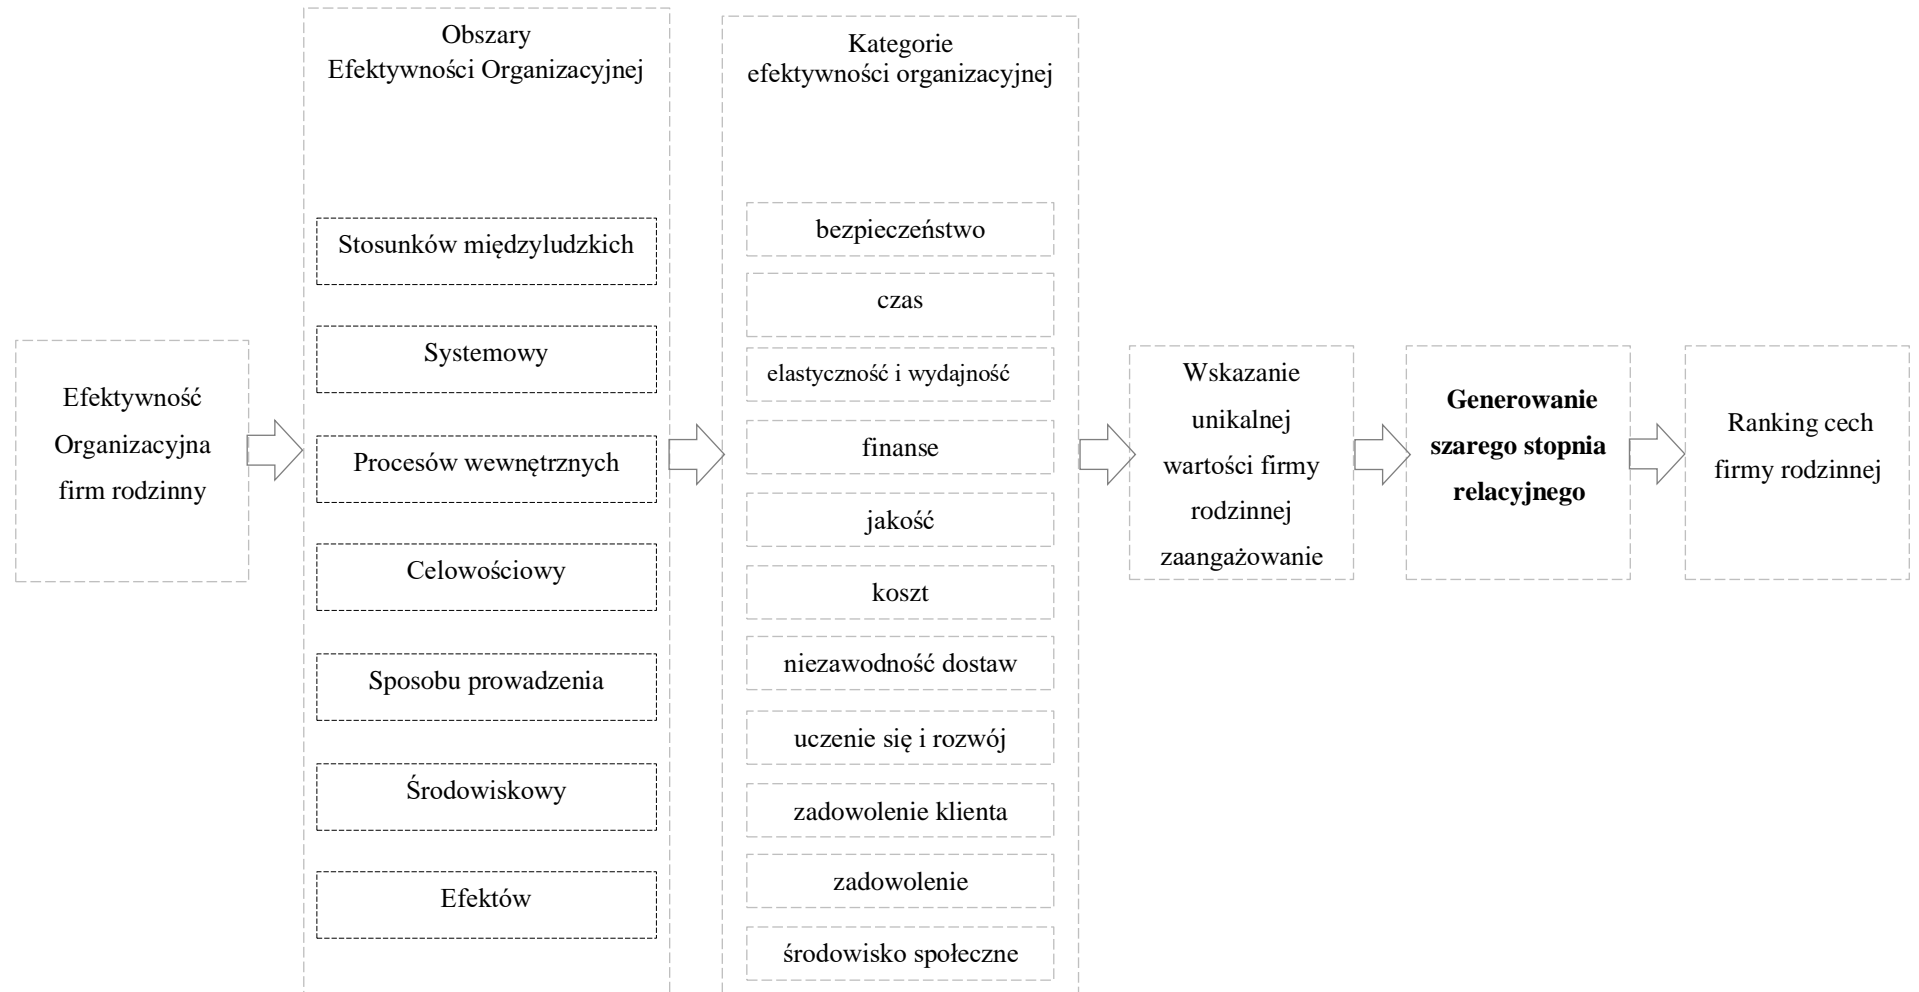 Efektywność
Organizacyjna
firm rodzinny
Obszary
Efektywności Organizacyjnej
Stosunków międzyludzkich
Systemowy
Procesów wewnętrznych
Celowościowy
Sposobu prowadzenia
Środowiskowy
Efektów
Kategorie
efektywności organizacyjnej
bezpieczeństwo
czas
elastyczność i wydajność
finanse
jakość
koszt
niezawodność dostaw
uczenie się i rozwój
zadowolenie klienta
zadowolenie
środowisko społeczne
Wskazanie
unikalnej
wartości firmy
rodzinnej
zaangażowanie
Generowanie
szarego stopnia
relacyjnego
Ranking cech
firmy rodzinnej